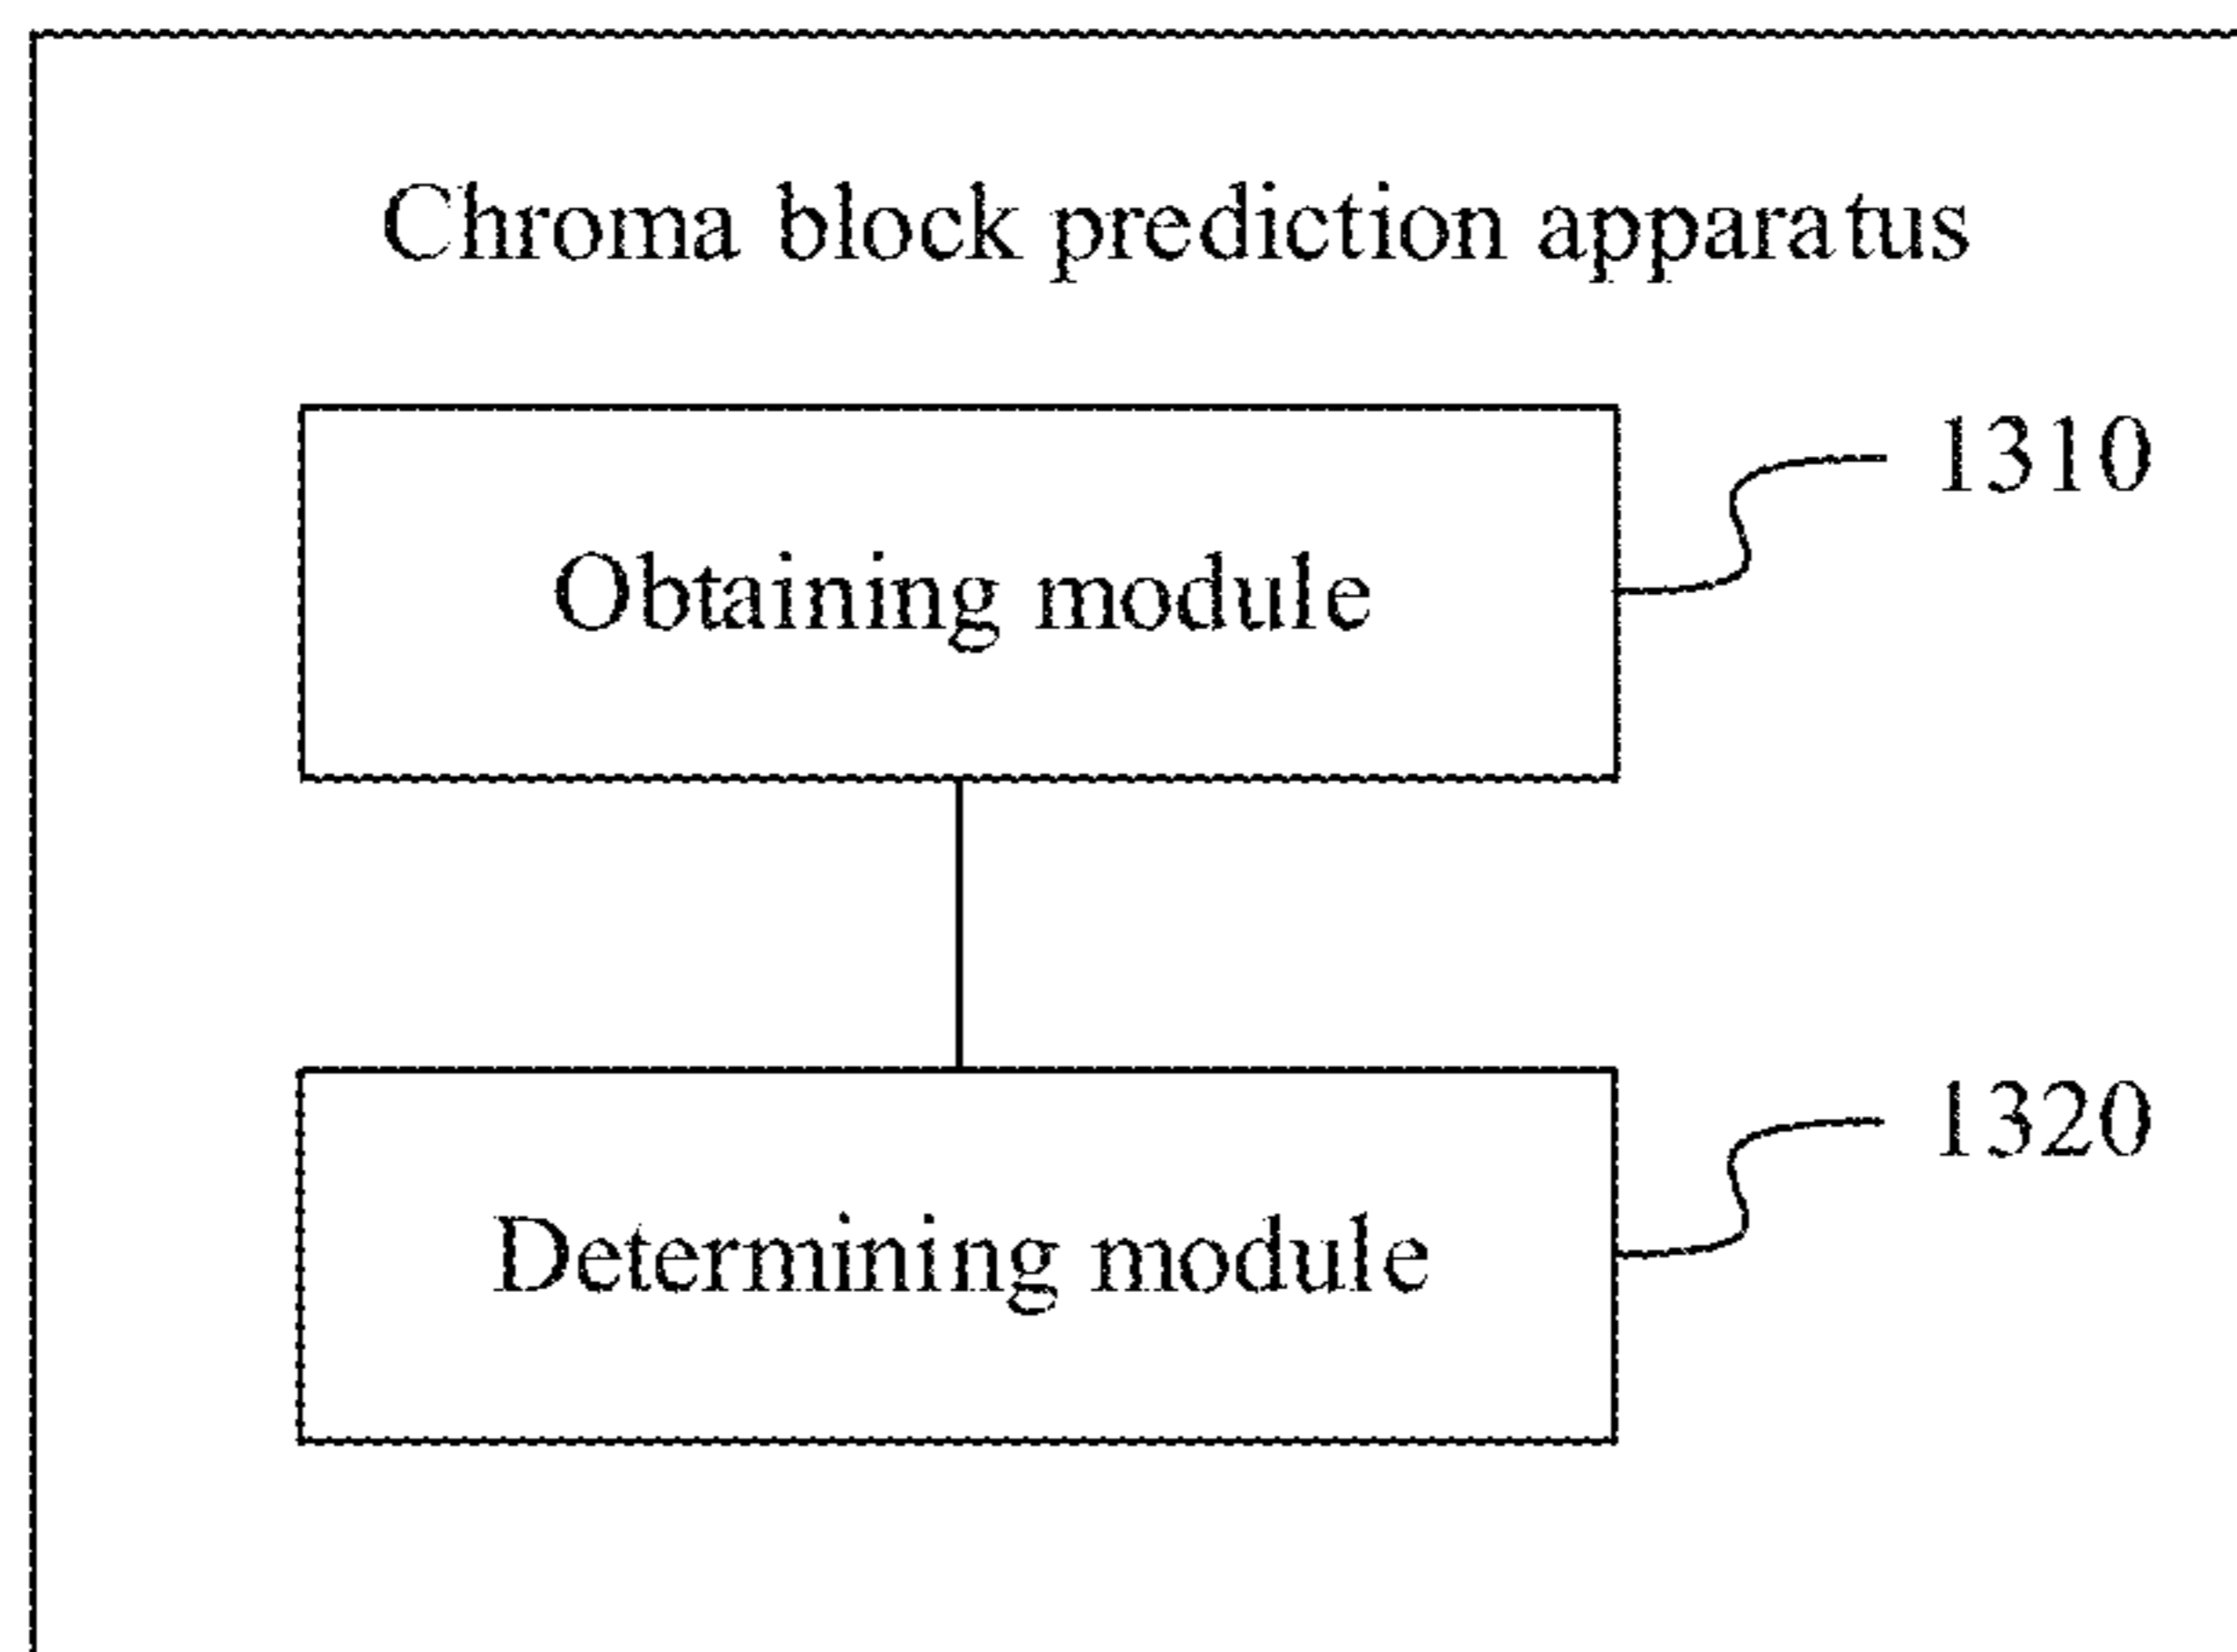 Chroma block prediction apparatus
1310
Obtaining module
1320
Determining module